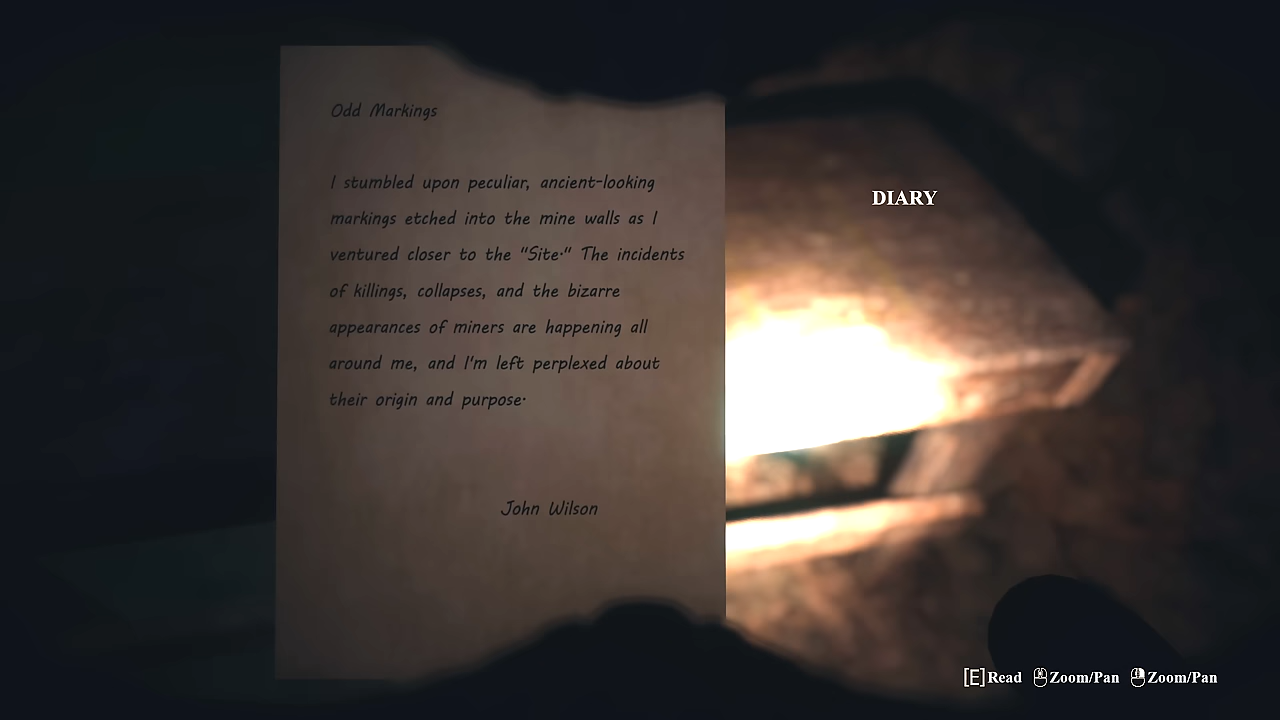 Odd Markings
I stumbled upon peculiar, ancient-looking
markings etched into the mine walls as I
ventured closer to the "Site." The incidents
of killings, collapses, and the bizarre
appearances of miners are happening all
around me, and I'm left perplexed about
their origin and purpose.
John Wilson
DIARY
[E]Read Zoom/Pan Zoom/Pan